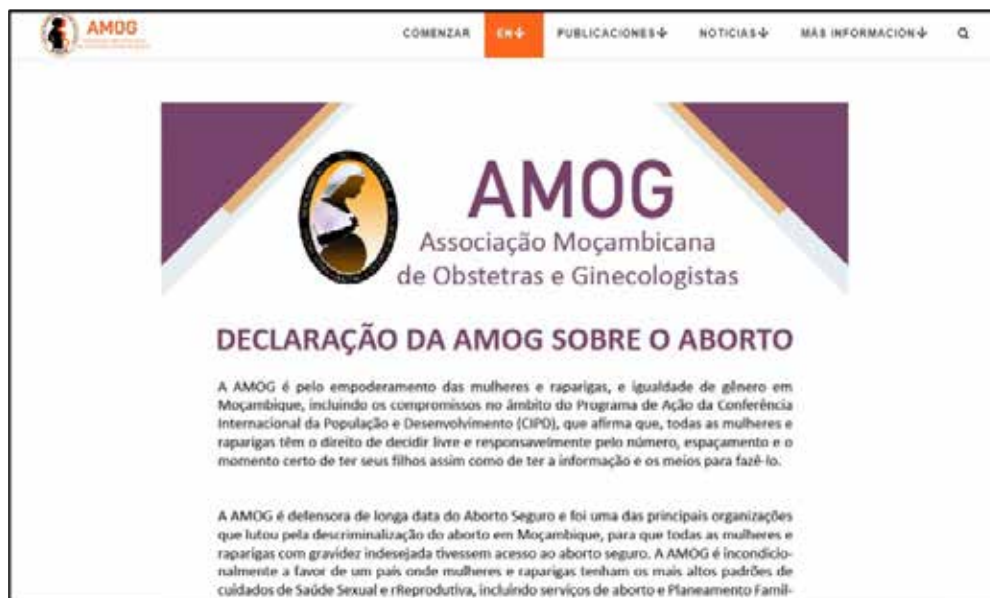 AMOG
COMENZAR EN PUBLICACIONES NOTICIAS MÁS INFORMACIÓN
AMOG
Associação Moçambicana
de Obstetras e Ginecologistas
DECLARAÇÃO DA AMOG SOBRE O ABORTO
A AMOG é pelo empoderamento das mulheres e raparigas, e igualdade de gênero em
Moçambique, incluindo os compromissos no âmbito do Programa de Ação da Conferência
Internacional da População e Desenvolvimento (CIPD), que afirma que, todas as mulheres e
raparigas têm o direito de decidir livre e responsavelmente pelo número, espaçamento e o
momento certo de ter seus filhos assim como de ter a informação e os meios para fazê-lo.
A AMOG é defensora de longa data do Aborto Seguro e foi uma das principais organizações
que lutou pela descriminalização do aborto em Moçambique, para que todas as mulheres e
raparigas com gravidez indesejada tivessem acesso ao aborto seguro. A AMOG é incondicio-
nalmente a favor de um país onde mulheres e raparigas tenham os mais altos padrões de
cuidados de Saúde Sexual e rReprodutiva, incluindo serviços de aborto e Planeamento Famil-